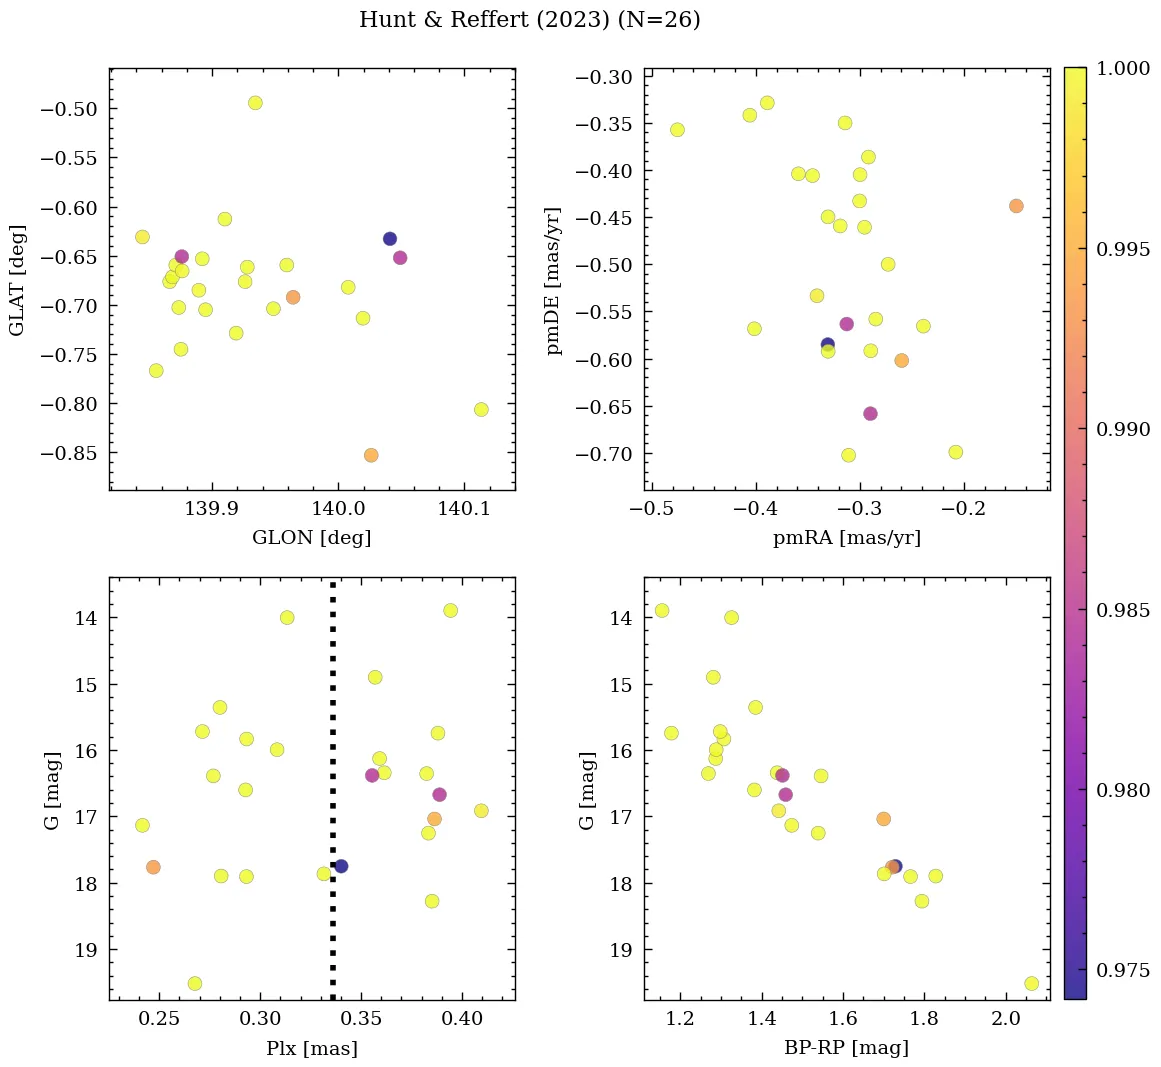 Hunt & Reffert (2023) (N=26)
−0.50
−0.55
−0.60
−0.65
−0.70
−0.75
−0.80
−0.85
GLAT [deg]
139.9 140.0 140.1
GLON [deg]
−0.30
−0.35
−0.40
−0.45
−0.50
−0.55
−0.60
−0.65
−0.70
pmDE [mas/yr]
−0.5 −0.4 −0.3 −0.2
pmRA [mas/yr]
14
15
16
17
18
19
G [mag]
0.25 0.30 0.35 0.40
Plx [mas]
14
15
16
17
18
19
G [mag]
1.2 1.4 1.6 1.8 2.0
BP-RP [mag]
1.000
0.995
0.990
0.985
0.980
0.975